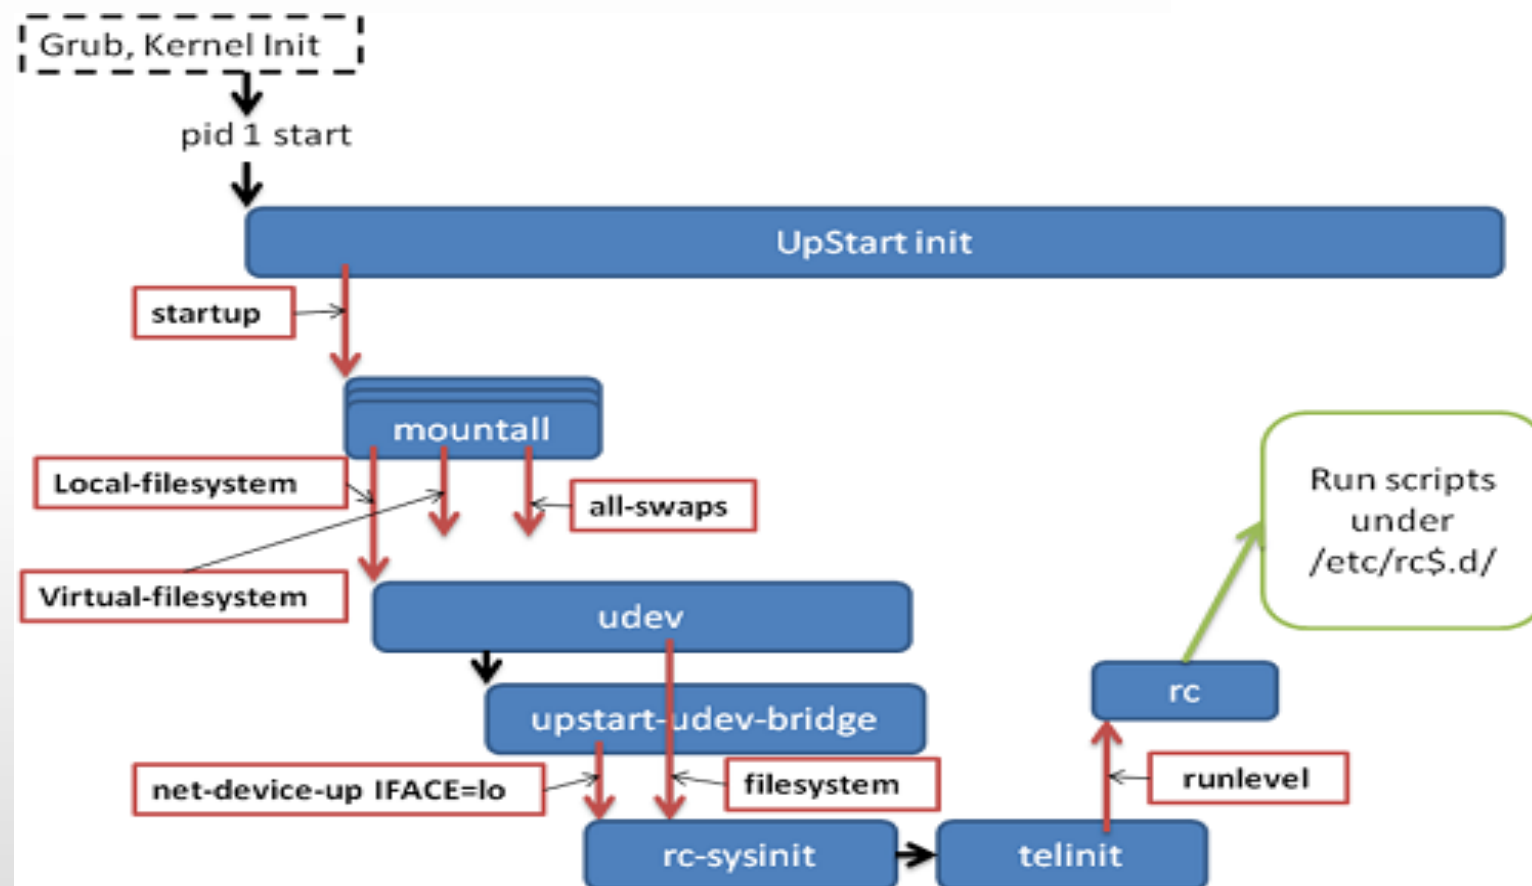 Grub, Kernel Init
pid 1 start
UpStart init
startup
mountall
Local-filesystem
all-swaps
Virtual-filesystem
Run scripts
under
/etc/rc$.d/
udev
rc
upstart-udev-bridge
net-device-up IFACE=lo
filesystem
runlevel
rc-sysinit
telinit